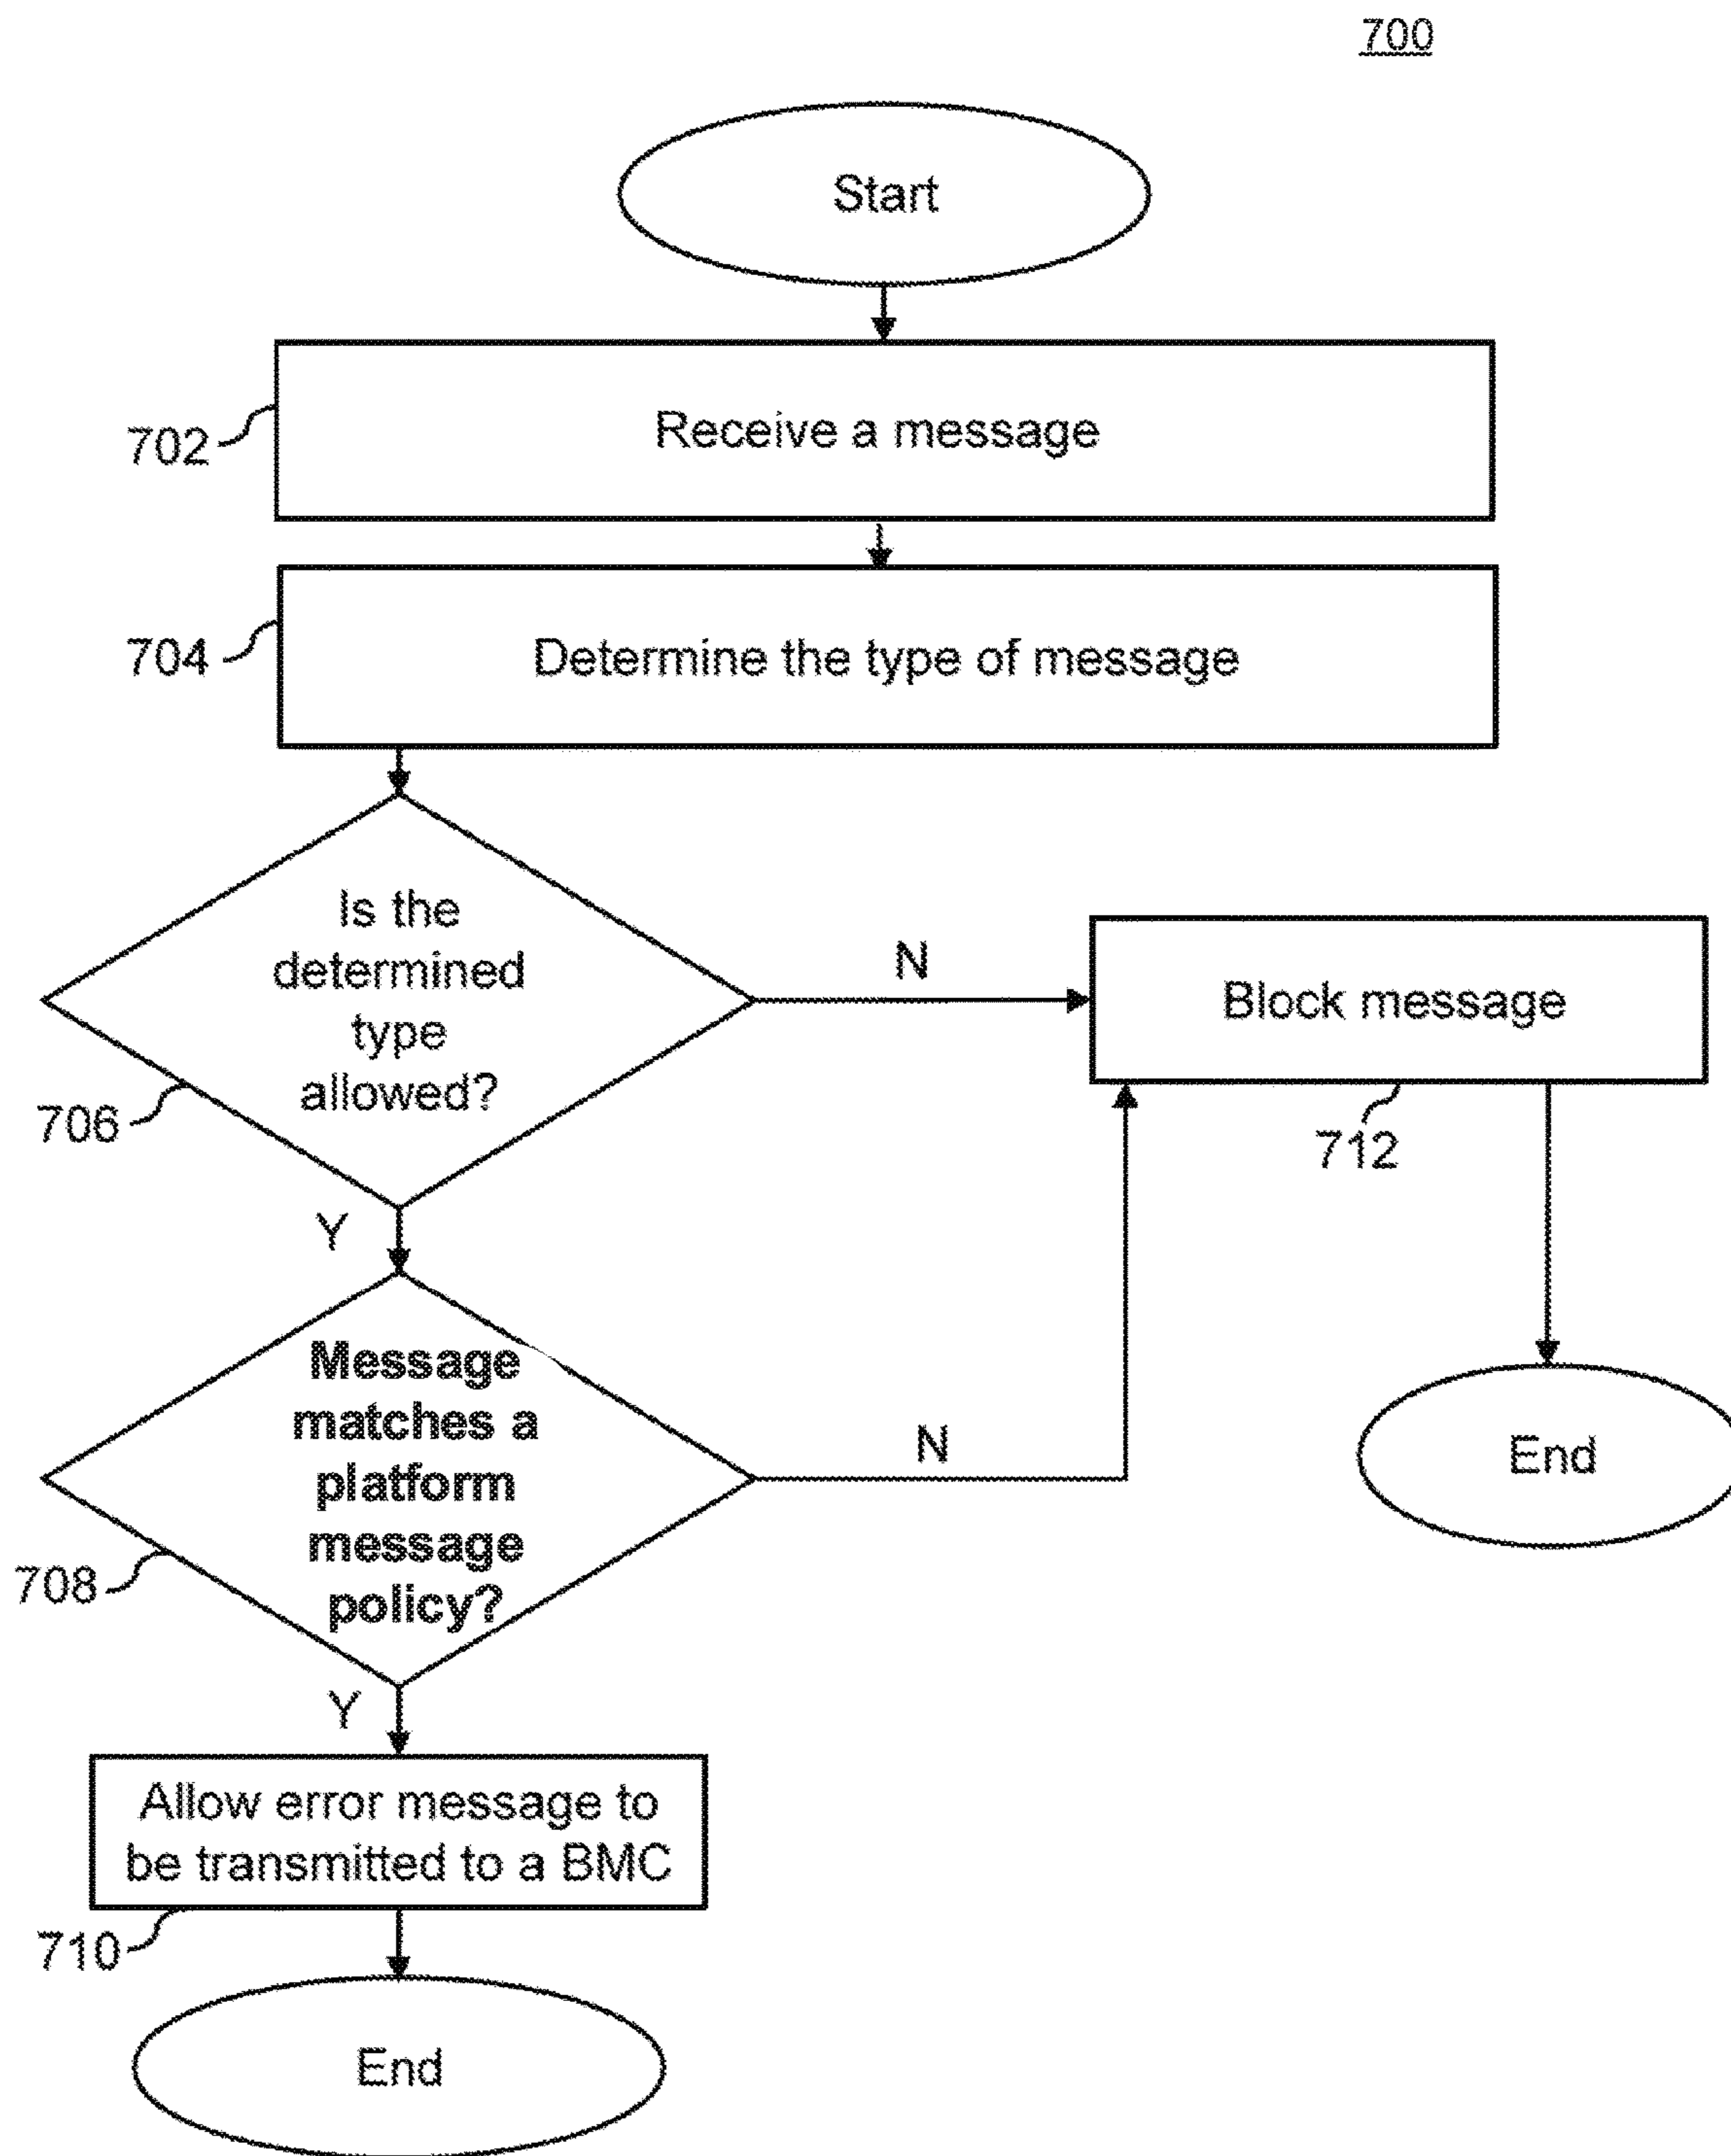 700
Start
Receive a message
702
Determine the type of message
704
Is the
determined
type
allowed?
706
N
Block message
712
Y
Message
matches a
platform
message
policy?
708
N
End
Y
Allow error message to
be transmitted to a BMC
710
End